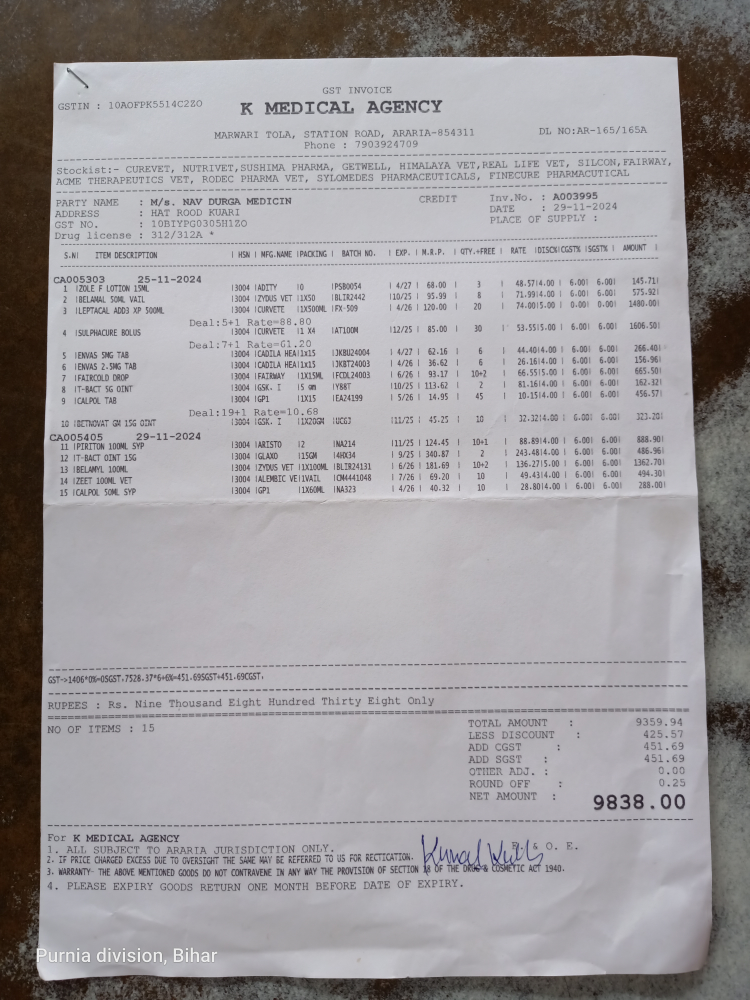 GST INVOICE
GSTIN : 10AOFPK5514C2ZO
K MEDICAL AGENCY
MARWARI TOLA, STATION ROAD, ARARIA-854311
DL NO:AR-165/165A
Phone : 7903924709
Stockist:- CUREVET, NUTRIVET,SUSHIMA PHARMA, GETWELL, HIMALAYA VET,REAL LIFE VET, SILCON,FAIRWAY,
ACME THERAPEUTICS VET, RODEC PHARMA VET, SYLOMEDES PHARMACEUTICALS, FINECURE PHARMACUTICAL
PARTY NAME : M/s. NAV DURGA MEDICIN CREDIT Inv.No. : A003995
ADDRESS : HAT ROOD KUARI DATE : 29-11-2024
GST NO. : 10BIYPG0305H1ZO PLACE OF SUPPLY :
Drug license : 312/312A *
S.N| ITEM DESCRIPTION | HSN |MFG.NAME |PACKING | BATCH NO. | EXP. | M.R.P. | QTY.+FREE | RATE |DISC%|CGST% |SGST%| AMOUNT |
CA005303 25-11-2024
1 |ZOLE F LOTION 15ML |3004 |ADITY |0 |PSB0054 | 4/27 | 68.00 | 3 | 48.57|4.00 | 6.00| 6.00| 145.71|
2 |BELAMAL 50ML VAIL |3004 |ZYDUS VET |1X50 |BLIR2442 |10/25 | 95.99 | 8 | 71.99|4.00 | 6.00| 6.00| 575.92|
3 |LEPTACAL ADD3 XP 500ML |3004 |CURVETE |1X500ML |FX-509 | 4/26 | 120.00 | 20 | 74.00|5.00 | 0.00| 0.00| 1480.00|
Deal:5+1 Rate=88.80
4 |SULPHACURE BOLUS |3004 |CURVETE |1 X4 |AT100M |12/25 | 85.00 | 30 | 53.55|5.00 | 6.00| 6.00| 1606.50|
Deal:7+1 Rate=61.20
5 |ENVAS 5MG TAB |3004 |CADILA HEA|1x15 |JKBU24004 | 4/27 | 62.16 | 6 | 44.40|4.00 | 6.00| 6.00| 266.40|
6 |ENVAS 2.5MG TAB |3004 |CADILA HEA|1x15 |JKBT24003 | 4/26 | 36.62 | 6 | 26.16|4.00 | 6.00| 6.00| 156.96|
7 |FAIRCOLD DROP |3004 |FAIRWAY |1X15ML |FCDL24003 | 6/26 | 93.17 | 10+2 | 66.55|5.00 | 6.00| 6.00| 665.50|
8 |T-BACT 5G OINT |3004 |GSK. I |5 gm |Y88T |10/25 | 113.62 | 2 | 81.16|4.00 | 6.00| 6.00| 162.32|
9 |CALPOL TAB |3004 |GP1 |1X15 |EA24199 | 5/26 | 14.95 | 45 | 10.15|4.00 | 6.00| 6.00| 456.57|
Deal:19+1 Rate=10.68
10 |BETNOVAT GM 15G OINT |3004 |GSK. I |1X20GM |UCGJ |11/25 | 45.25 | 10 | 32.32|4.00 | 6.00| 6.00| 323.20|
CA005405 29-11-2024
11 |PIRITON 100ML SYP |3004 |ARISTO |2 |NA214 |11/25 | 124.45 | 10+1 | 88.89|4.00 | 6.00| 6.00| 888.90|
12 |T-BACT OINT 15G |3004 |GLAXO |15GM |4HX34 | 9/25 | 340.87 | 2 | 243.48|4.00 | 6.00| 6.00| 486.96|
13 |BELAMYL 100ML |3004 |ZYDUS VET |1X100ML |BLIR24131 | 6/26 | 181.69 | 10+2 | 136.27|5.00 | 6.00| 6.00| 1362.70|
14 |ZEET 100ML VET |3004 |ALEMBIC VE|1VAIL |CM4441048 | 7/26 | 69.20 | 10 | 49.43|4.00 | 6.00| 6.00| 494.30|
15 |CALPOL 50ML SYP |3004 |GP1 |1X60ML |NA323 | 4/26 | 40.32 | 10 | 28.80|4.00 | 6.00| 6.00| 288.00|
GST->1406*0%=0SGST,7528.37*6+6%=451.69SGST+451.69CGST,
RUPEES : Rs. Nine Thousand Eight Hundred Thirty Eight Only
NO OF ITEMS : 15
TOTAL AMOUNT : 9359.94
LESS DISCOUNT : 425.57
ADD CGST : 451.69
ADD SGST : 451.69
OTHER ADJ. : 0.00
ROUND OFF : 0.25
NET AMOUNT : 9838.00
For K MEDICAL AGENCY
1. ALL SUBJECT TO ARARIA JURISDICTION ONLY. E. & O. E.
2. IF PRICE CHARGED EXCESS DUE TO OVERSIGHT THE SAME MAY BE REFERRED TO US FOR RECTICATION.
3. WARRANTY- THE ABOVE MENTIONED GOODS DO NOT CONTRAVENE IN ANY WAY THE PROVISION OF SECTION 18 OF THE DRUG & COSMETIC ACT 1940.
4. PLEASE EXPIRY GOODS RETURN ONE MONTH BEFORE DATE OF EXPIRY.
Purnia division, Bihar